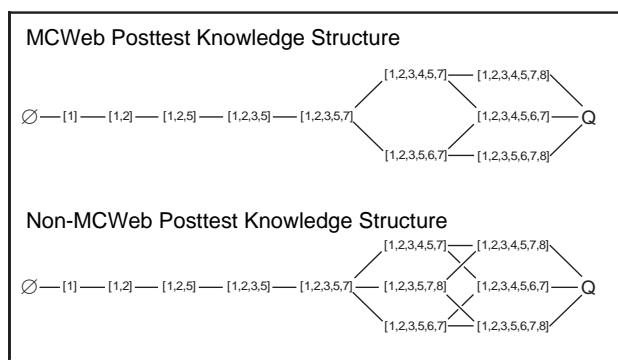 MCWeb Posttest Knowledge Structure
[1,2,3,4,5,7] [1,2,3,4,5,7,8]
∅ [1] [1,2] [1,2,5] [1,2,3,5] [1,2,3,5,7] [1,2,3,4,5,6,7] Q
[1,2,3,5,6,7] [1,2,3,5,6,7,8]
Non-MCWeb Posttest Knowledge Structure
[1,2,3,4,5,7] [1,2,3,4,5,7,8]
∅ [1] [1,2] [1,2,5] [1,2,3,5] [1,2,3,5,7] [1,2,3,5,7,8] [1,2,3,4,5,6,7] Q
[1,2,3,5,6,7] [1,2,3,5,6,7,8]